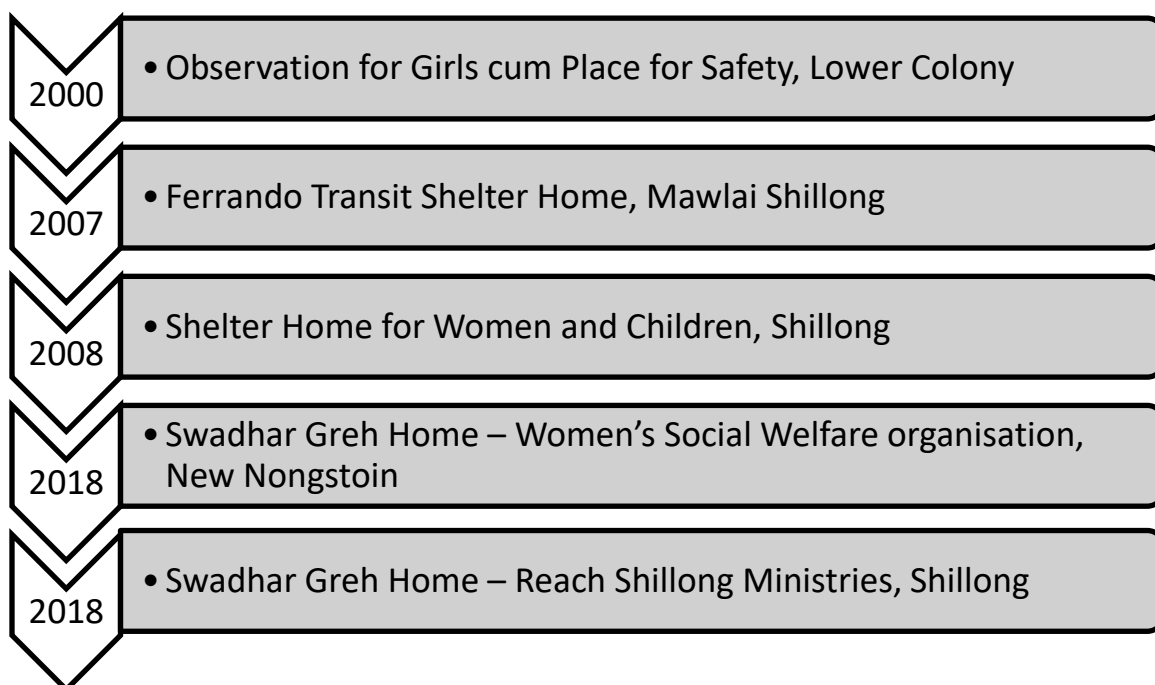 2000
• Observation for Girls cum Place for Safety, Lower Colony
2007
• Ferrando Transit Shelter Home, Mawlai Shillong
2008
• Shelter Home for Women and Children, Shillong
2018
• Swadhar Greh Home – Women’s Social Welfare organisation,
New Nongstoin
2018
• Swadhar Greh Home – Reach Shillong Ministries, Shillong